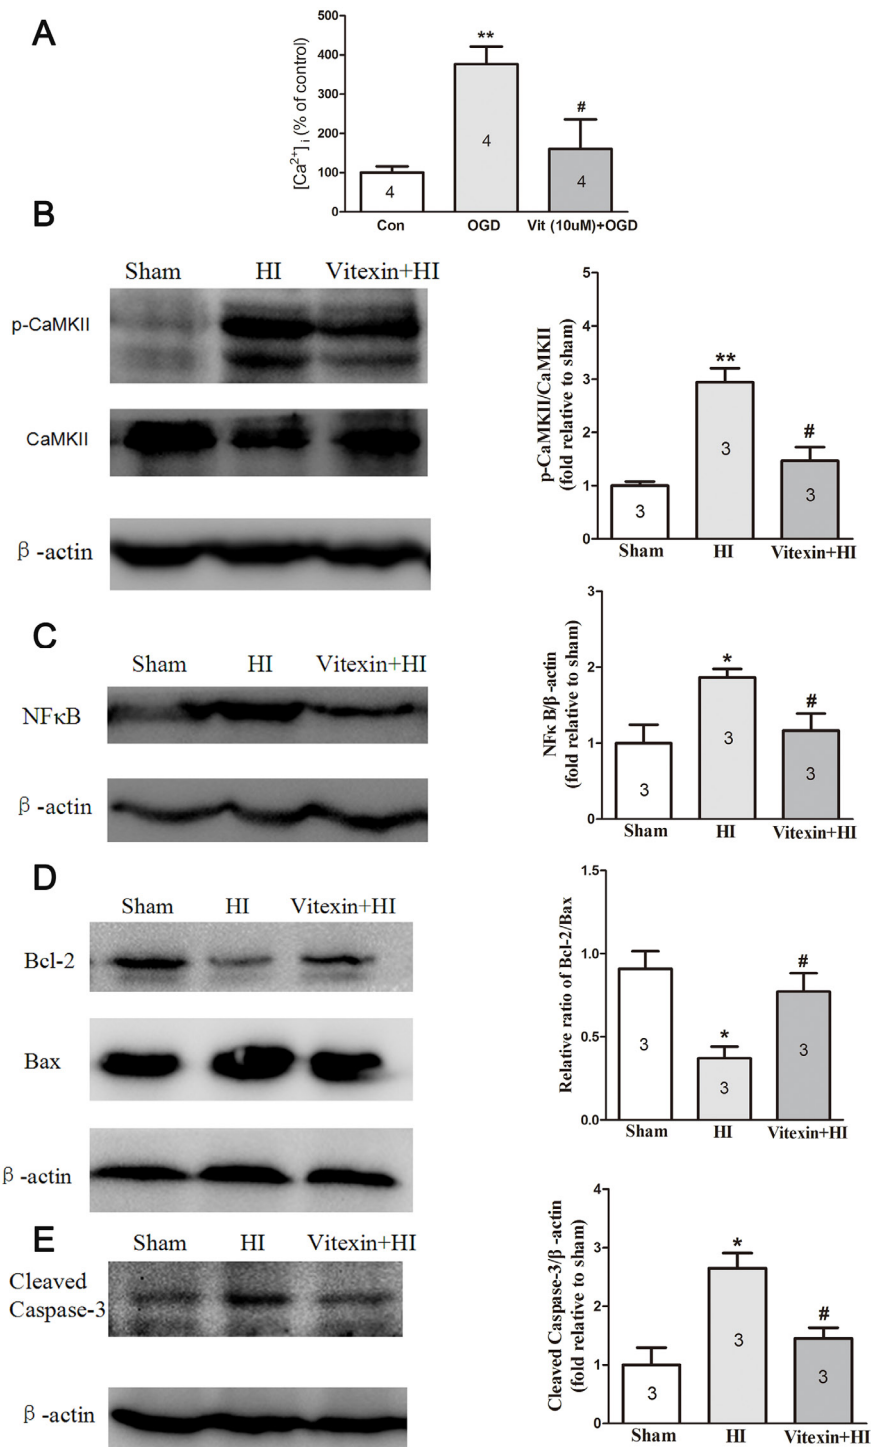 A
[Ca2+] i (% of control)
500
400
300
200
100
0
**
#
4
4
4
Con OGD Vit (10uM)+OGD
B
Sham HI Vitexin+HI
p-CaMKII
CaMKII
β-actin
p-CaMKII/CaMKII
(fold relative to sham)
5
4
3
2
1
0
**
#
3
3
3
Sham HI Vitexin+HI
C
Sham HI Vitexin+HI
NFκB
β-actin
NFκB/β-actin
(fold relative to sham)
3
2
1
0
*
#
3
3
3
Sham HI Vitexin+HI
D
Sham HI Vitexin+HI
Bcl-2
Bax
β-actin
Relative ratio of Bcl-2/Bax
1.5
1.0
0.5
0.0
*
#
3
3
3
Sham HI Vitexin+HI
E
Sham HI Vitexin+HI
Cleaved
Caspase-3
β-actin
Cleaved Caspase-3/β-actin
(fold relative to sham)
4
3
2
1
0
*
#
3
3
3
Sham HI Vitexin+HI